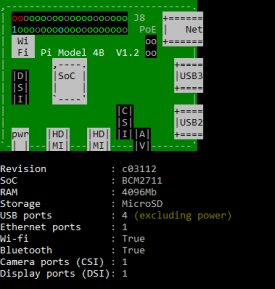 ,--------------------------------.
| oooooooooooooooooooo J8   +======
| 1ooooooooooooooooooo  PoE |   Net
|  Wi                    oo +======
|  Fi  Pi Model 4B  V1.2 oo |
|        ,----.               +====
| |D|    |SoC |               |USB3
| |S|    |    |               +====
| |I|    `----'                  |
|                   |C|       +====
|                   |S|       |USB2
| pwr   |HD|   |HD| |I||A|    +====
`-| |---|MI|---|MI|----|V|-------'
Revision : c03112
SoC : BCM2711
RAM : 4096Mb
Storage : MicroSD
USB ports : 4 (excluding power)
Ethernet ports : 1
Wi-fi : True
Bluetooth : True
Camera ports (CSI) : 1
Display ports (DSI): 1